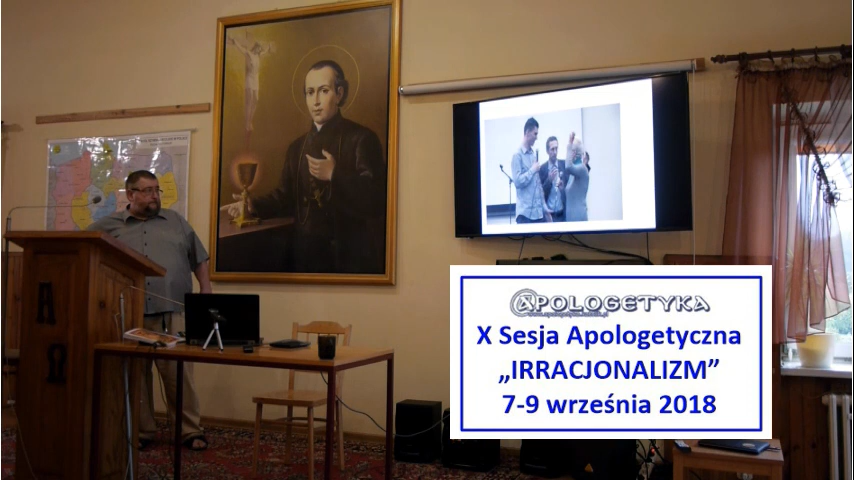 A
Ω
APOLOGETYKA
X Sesja Apologetyczna
„IRRACJONALIZM”
7-9 września 2018